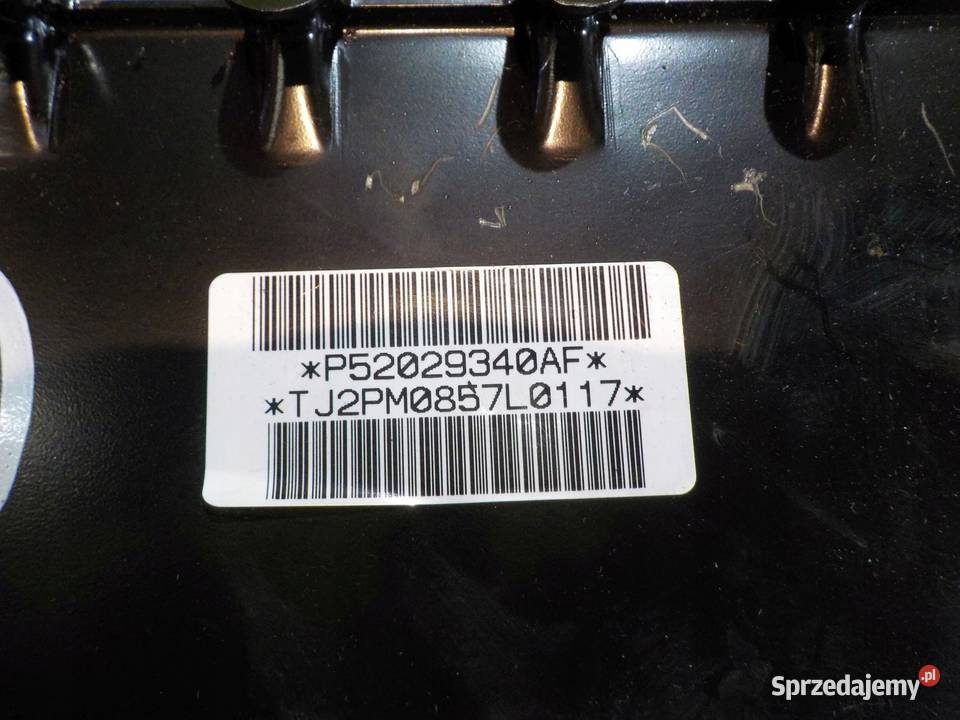 *P52029340AF*
*TJ2PM0857L0117*
Sprzedajemy.pl